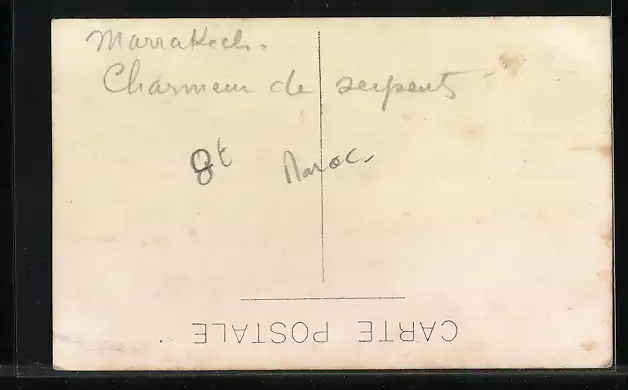 Marrakech.
Charmeur de serpents
8t Maroc
CARTE POSTALE